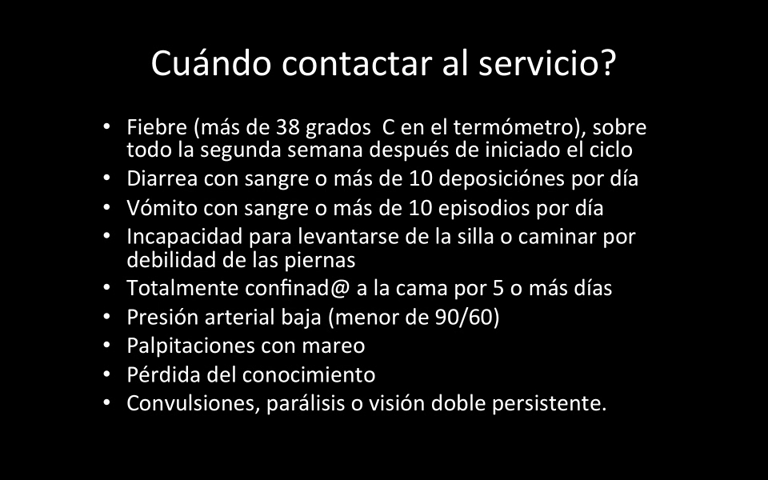 Cuándo contactar al servicio?
• Fiebre (más de 38 grados  C en el termómetro), sobre
todo la segunda semana después de iniciado el ciclo
• Diarrea con sangre o más de 10 deposiciónes por día
• Vómito con sangre o más de 10 episodios por día
• Incapacidad para levantarse de la silla o caminar por
debilidad de las piernas
• Totalmente confinad@ a la cama por 5 o más días
• Presión arterial baja (menor de 90/60)
• Palpitaciones con mareo
• Pérdida del conocimiento
• Convulsiones, parálisis o visión doble persistente.